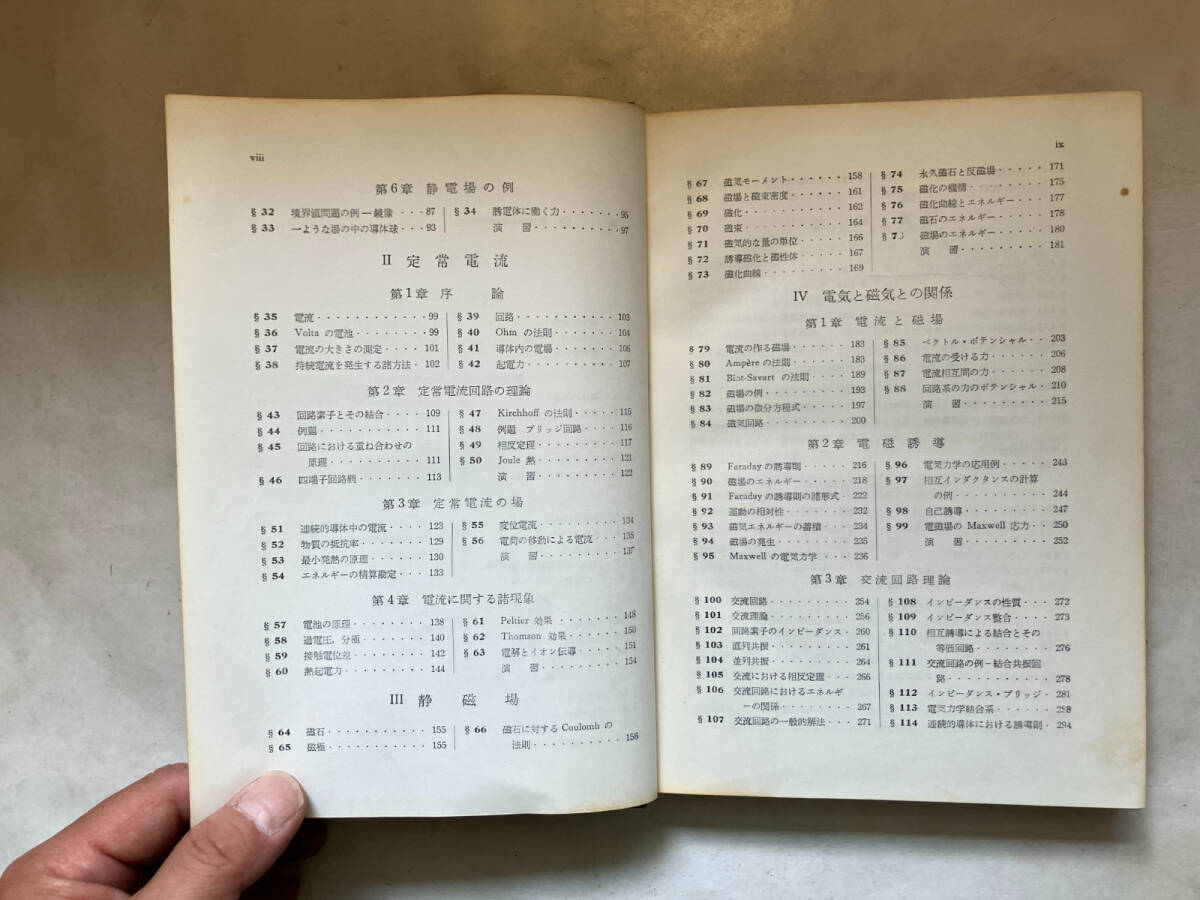 viii
第6章 静電場の例
§ 32 境界値問題の例—鏡像 ・・・87
§ 33 一ような場の中の導体球・・・93
§ 34 誘電体に働く力・・・・・・・95
演習・・・・・・・・・97
II 定常電流
第1章 序論
§ 35 電流・・・・・・・・・・・・99
§ 36 Volta の電池・・・・・・・・99
§ 37 電流の大きさの測定・・・・101
§ 38 持続電流を発生する諸方法・102
§ 39 回路・・・・・・・・・・・103
§ 40 Ohm の法則・・・・・・・・104
§ 41 導体内の電場・・・・・・・106
§ 42 起電力・・・・・・・・・・107
第2章 定常電流回路の理論
§ 43 回路素子とその結合・・・・109
§ 44 例題・・・・・・・・・・・111
§ 45 回路における重ね合わせの
原理・・・・・・・・・111
§ 46 四端子回路網・・・・・・・113
§ 47 Kirchhoff の法則・・・・・115
§ 48 例題 ブリッジ回路・・・・116
§ 49 相反定理・・・・・・・・・117
§ 50 Joule 熱・・・・・・・・・121
演習・・・・・・・・・122
第3章 定常電流の場
§ 51 連続的導体中の電流・・・・123
§ 52 物質の抵抗率・・・・・・・129
§ 53 最小発熱の原理・・・・・・130
§ 54 エネルギーの精算勘定・・・133
§ 55 変位電流・・・・・・・・・134
§ 56 電荷の移動による電流・・・135
演習・・・・・・・・・137
第4章 電流に関する諸現象
§ 57 電池の原理・・・・・・・・138
§ 58 過電圧,分極・・・・・・・140
§ 59 接触電位差・・・・・・・・142
§ 60 熱起電力・・・・・・・・・144
§ 61 Peltier 効果・・・・・・・148
§ 62 Thomson 効果・・・・・・・150
§ 63 電解とイオン伝導・・・・・151
演習・・・・・・・・・154
III 静磁場
§ 64 磁石・・・・・・・・・・・155
§ 65 磁極・・・・・・・・・・・155
§ 66 磁石に対する Coulomb の
法則・・・・・・・・・156
ix
§ 67 磁気モーメント・・・・・・158
§ 68 磁場と磁束密度・・・・・・161
§ 69 磁化・・・・・・・・・・・162
§ 70 磁束・・・・・・・・・・・164
§ 71 磁気的な量の単位・・・・・166
§ 72 誘導磁化と磁性体・・・・・167
§ 73 磁化曲線・・・・・・・・・169
§ 74 永久磁石と反磁場・・・・・171
§ 75 磁化の機構・・・・・・・・175
§ 76 磁化曲線とエネルギー・・・177
§ 77 磁石のエネルギー・・・・・178
§ 78 磁場のエネルギー・・・・・180
演習・・・・・・・・・181
IV 電気と磁気との関係
第1章 電流と磁場
§ 79 電流の作る磁場・・・・・・183
§ 80 Ampère の法則・・・・・・183
§ 81 Biot-Savart の法則・・・・189
§ 82 磁場の例・・・・・・・・・193
§ 83 磁場の微分方程式・・・・・197
§ 84 磁気回路・・・・・・・・・200
§ 85 ベクトル・ポテンシャル・・203
§ 86 電流の受ける力・・・・・・206
§ 87 電流相互間の力・・・・・・208
§ 88 回路系の力のポテンシャル・210
演習・・・・・・・・・215
第2章 電磁誘導
§ 89 Faraday の誘導則・・・・・216
§ 90 磁場のエネルギー・・・・・218
§ 91 Faraday の誘導則の諸形式・222
§ 92 運動の相対性・・・・・・・232
§ 93 磁気エネルギーの蓄積・・・234
§ 94 磁場の発生・・・・・・・・235
§ 95 Maxwell の電気力学・・・・236
§ 96 電気力学の応用例・・・・・243
§ 97 相互インダクタンスの計算
の例・・・・・・・・・244
§ 98 自己誘導・・・・・・・・・247
§ 99 電磁場の Maxwell 応力・・250
演習・・・・・・・・・252
第3章 交流回路理論
§ 100 交流回路・・・・・・・・・254
§ 101 交流理論・・・・・・・・・256
§ 102 回路素子のインピーダンス・260
§ 103 直列共振・・・・・・・・・261
§ 104 並列共振・・・・・・・・・264
§ 105 交流における相反定理・・・266
§ 106 交流回路におけるエネルギ
ーの関係・・・・・・・267
§ 107 交流回路の一般的解法・・・271
§ 108 インピーダンスの性質・・・272
§ 109 インピーダンス整合・・・・273
§ 110 相互誘導による結合とその
等価回路・・・・・・・276
§ 111 交流回路の例－結合共振回
路・・・・・・・・・・278
§ 112 インピーダンス・ブリッジ・281
§ 113 電気力学結合系・・・・・・288
§ 114 連続的導体における誘導則・294